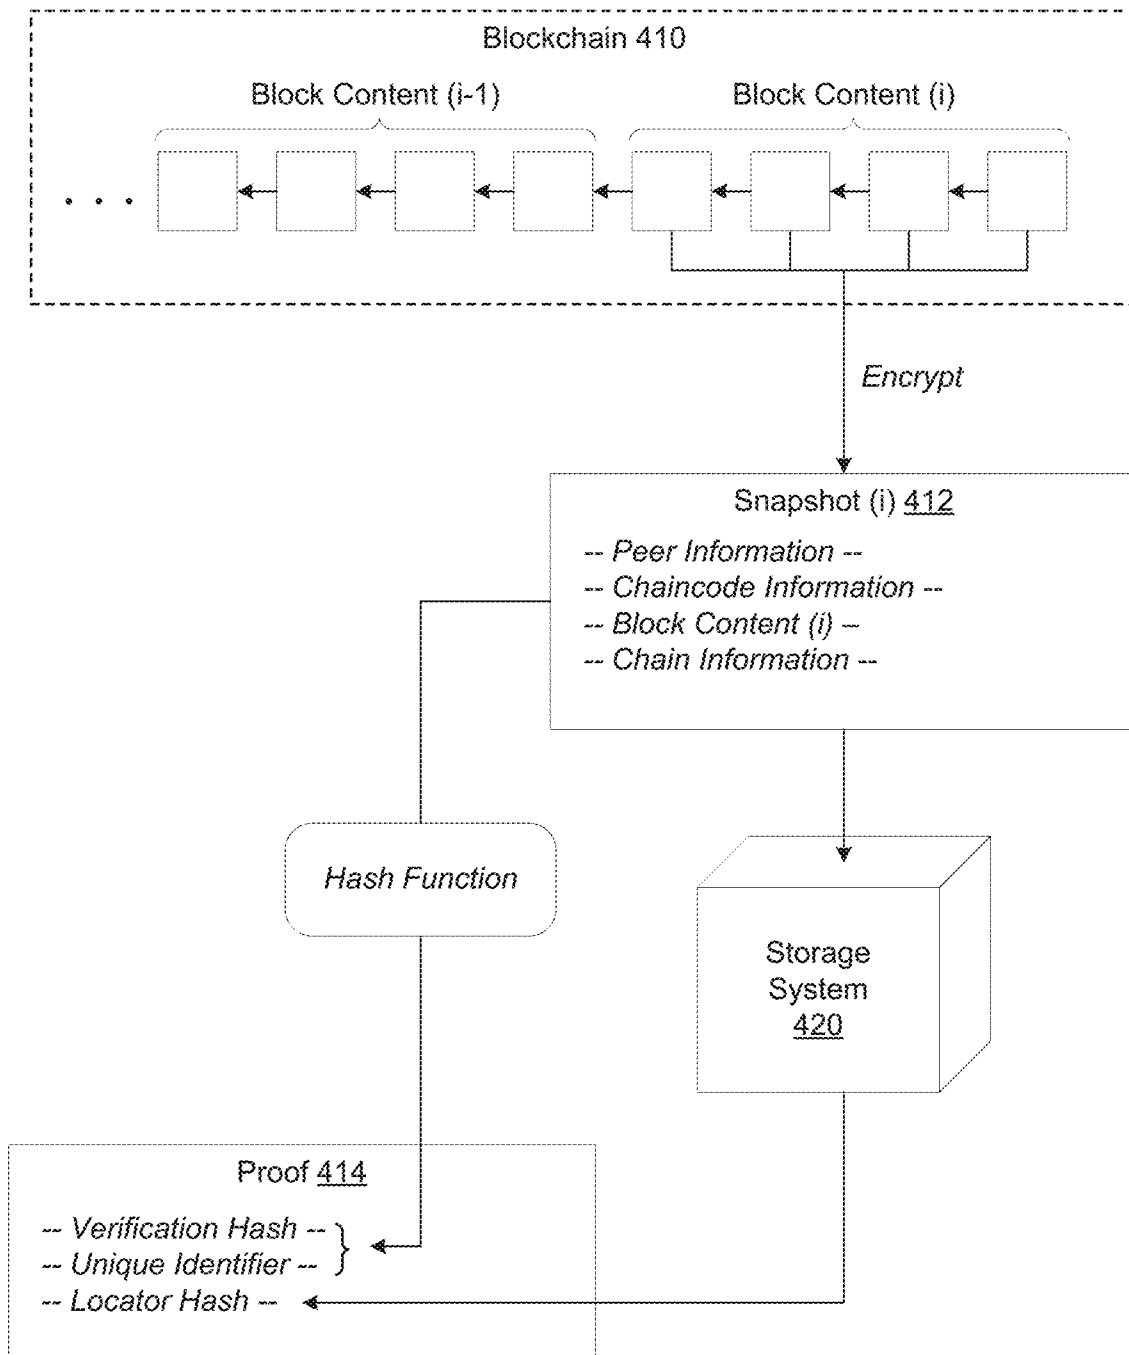 Blockchain 410
Block Content (i-1)
Block Content (i)
. . .
Encrypt
Snapshot (i) 412
-- Peer Information --
-- Chaincode Information --
-- Block Content (i) --
-- Chain Information --
Hash Function
Storage
System
420
Proof 414
-- Verification Hash --
-- Unique Identifier --
-- Locator Hash --